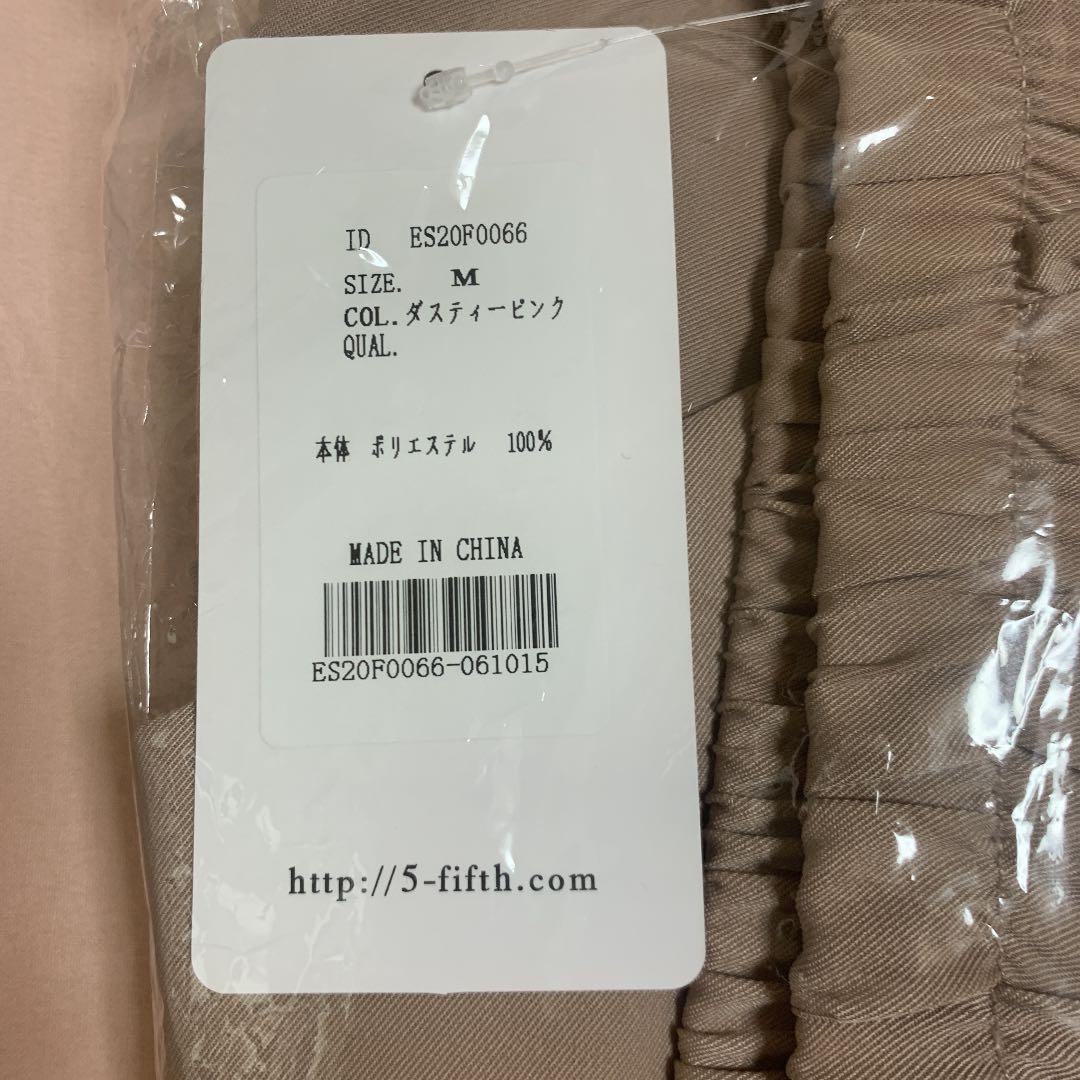 ID ES20F0066
SIZE. M
COL.ダスティーピンク
QUAL.
本体 ポリエステル 100%
MADE IN CHINA
ES20F0066-061015
http://5-fifth.com